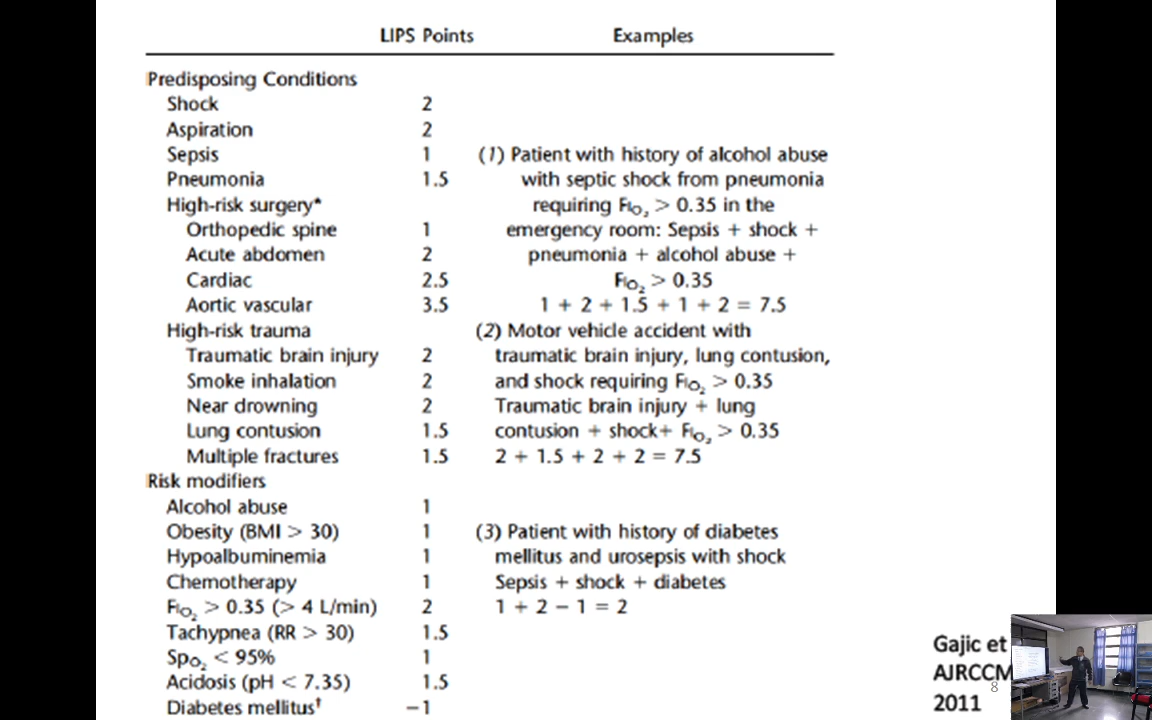 LIPS Points Examples
Predisposing Conditions
Shock 2
Aspiration 2
Sepsis 1 (1) Patient with history of alcohol abuse
Pneumonia 1.5 with septic shock from pneumonia
High-risk surgery* requiring FIO2 > 0.35 in the
Orthopedic spine 1 emergency room: Sepsis + shock +
Acute abdomen 2 pneumonia + alcohol abuse +
Cardiac 2.5 FIO2 > 0.35
Aortic vascular 3.5 1 + 2 + 1.5 + 1 + 2 = 7.5
High-risk trauma (2) Motor vehicle accident with
Traumatic brain injury 2 traumatic brain injury, lung contusion,
Smoke inhalation 2 and shock requiring FIO2 > 0.35
Near drowning 2 Traumatic brain injury + lung
Lung contusion 1.5 contusion + shock+ FIO2 > 0.35
Multiple fractures 1.5 2 + 1.5 + 2 + 2 = 7.5
Risk modifiers
Alcohol abuse 1
Obesity (BMI > 30) 1 (3) Patient with history of diabetes
Hypoalbuminemia 1 mellitus and urosepsis with shock
Chemotherapy 1 Sepsis + shock + diabetes
FIO2 > 0.35 (> 4 L/min) 2 1 + 2 − 1 = 2
Tachypnea (RR > 30) 1.5
SpO2 < 95% 1
Acidosis (pH < 7.35) 1.5
Diabetes mellitus† −1
Gajic et
AJRCCM
8
2011